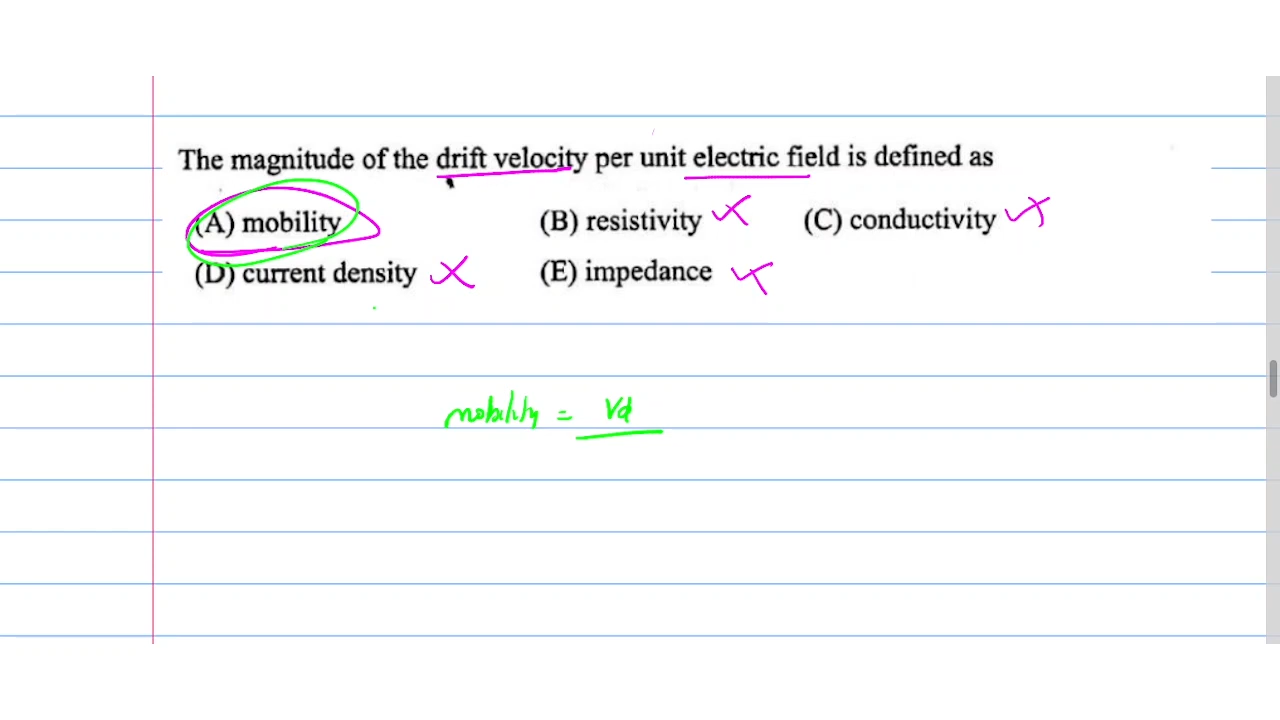 The magnitude of the drift velocity per unit electric field is defined as
(A) mobility (B) resistivity (C) conductivity
(D) current density (E) impedance
mobility = Vd